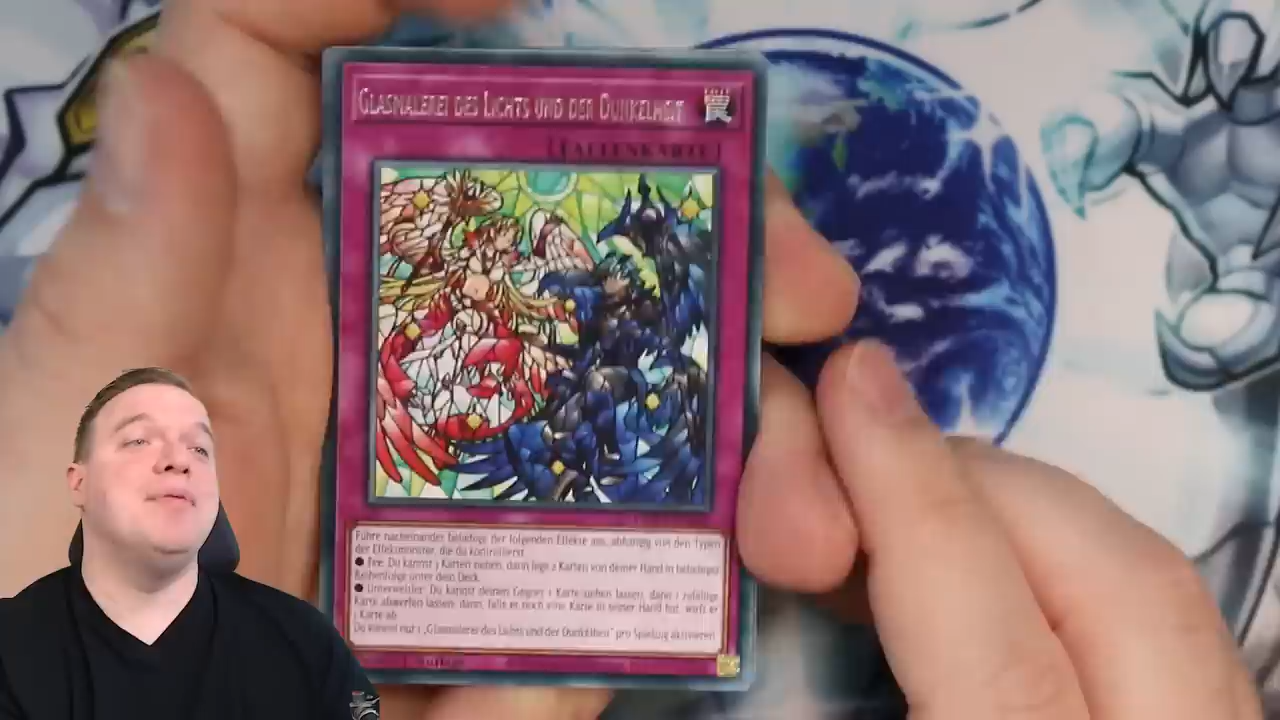 Glasmalerei des Lichts und der Dunkelheit
[FALLENKARTE]
Führe nacheinander beliebige der folgenden Effekte aus, abhängig von den Typen
der Effektmonster, die du kontrollierst.
● Fee: Du kannst 3 Karten ziehen, dann lege 2 Karten von deiner Hand in beliebiger
Reihenfolge unter dein Deck.
● Unterweltler: Du kannst deinen Gegner 1 Karte ziehen lassen, dann 1 zufällige
Karte abwerfen lassen, dann, falls er noch eine Karte in seiner Hand hat, wirft er
1 Karte ab.
Du kannst nur 1 „Glasmalerei des Lichts und der Dunkelheit" pro Spielzug aktivieren.